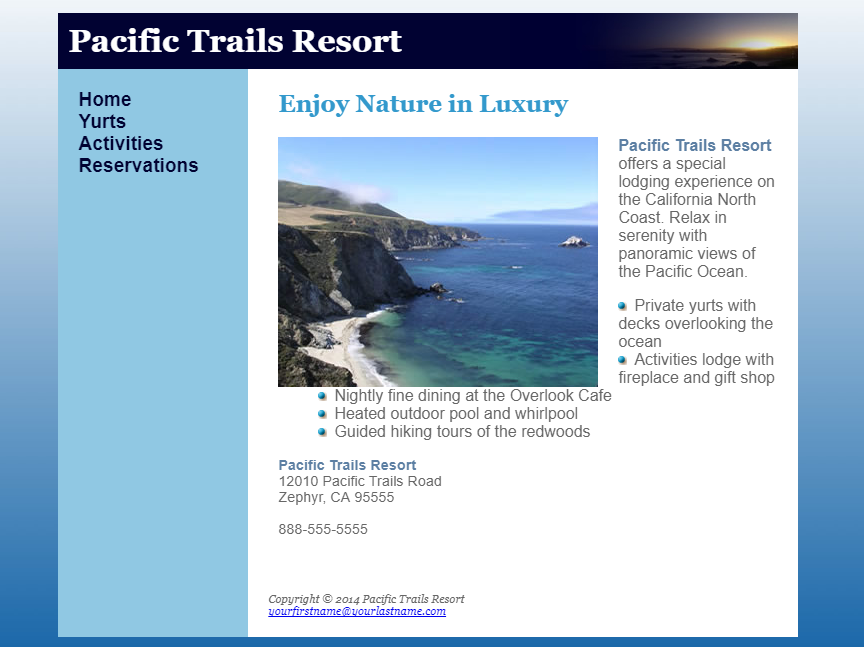 Pacific Trails Resort
Home
Yurts
Activities
Reservations
Enjoy Nature in Luxury
Pacific Trails Resort
offers a special
lodging experience on
the California North
Coast. Relax in
serenity with
panoramic views of
the Pacific Ocean.
Private yurts with
decks overlooking the
ocean
Activities lodge with
fireplace and gift shop
Nightly fine dining at the Overlook Cafe
Heated outdoor pool and whirlpool
Guided hiking tours of the redwoods
Pacific Trails Resort
12010 Pacific Trails Road
Zephyr, CA 95555
888-555-5555
Copyright © 2014 Pacific Trails Resort
yourfirstname@yourlastname.com